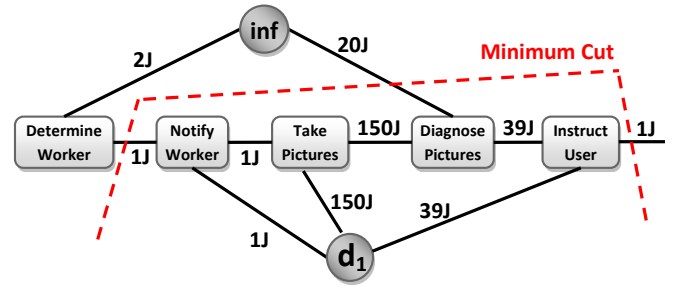 inf
2J
20J
Minimum Cut
Determine
Worker
Notify
Worker
Take
Pictures
Diagnose
Pictures
Instruct
User
1J
1J
150J
39J
1J
1J
150J
39J
d1